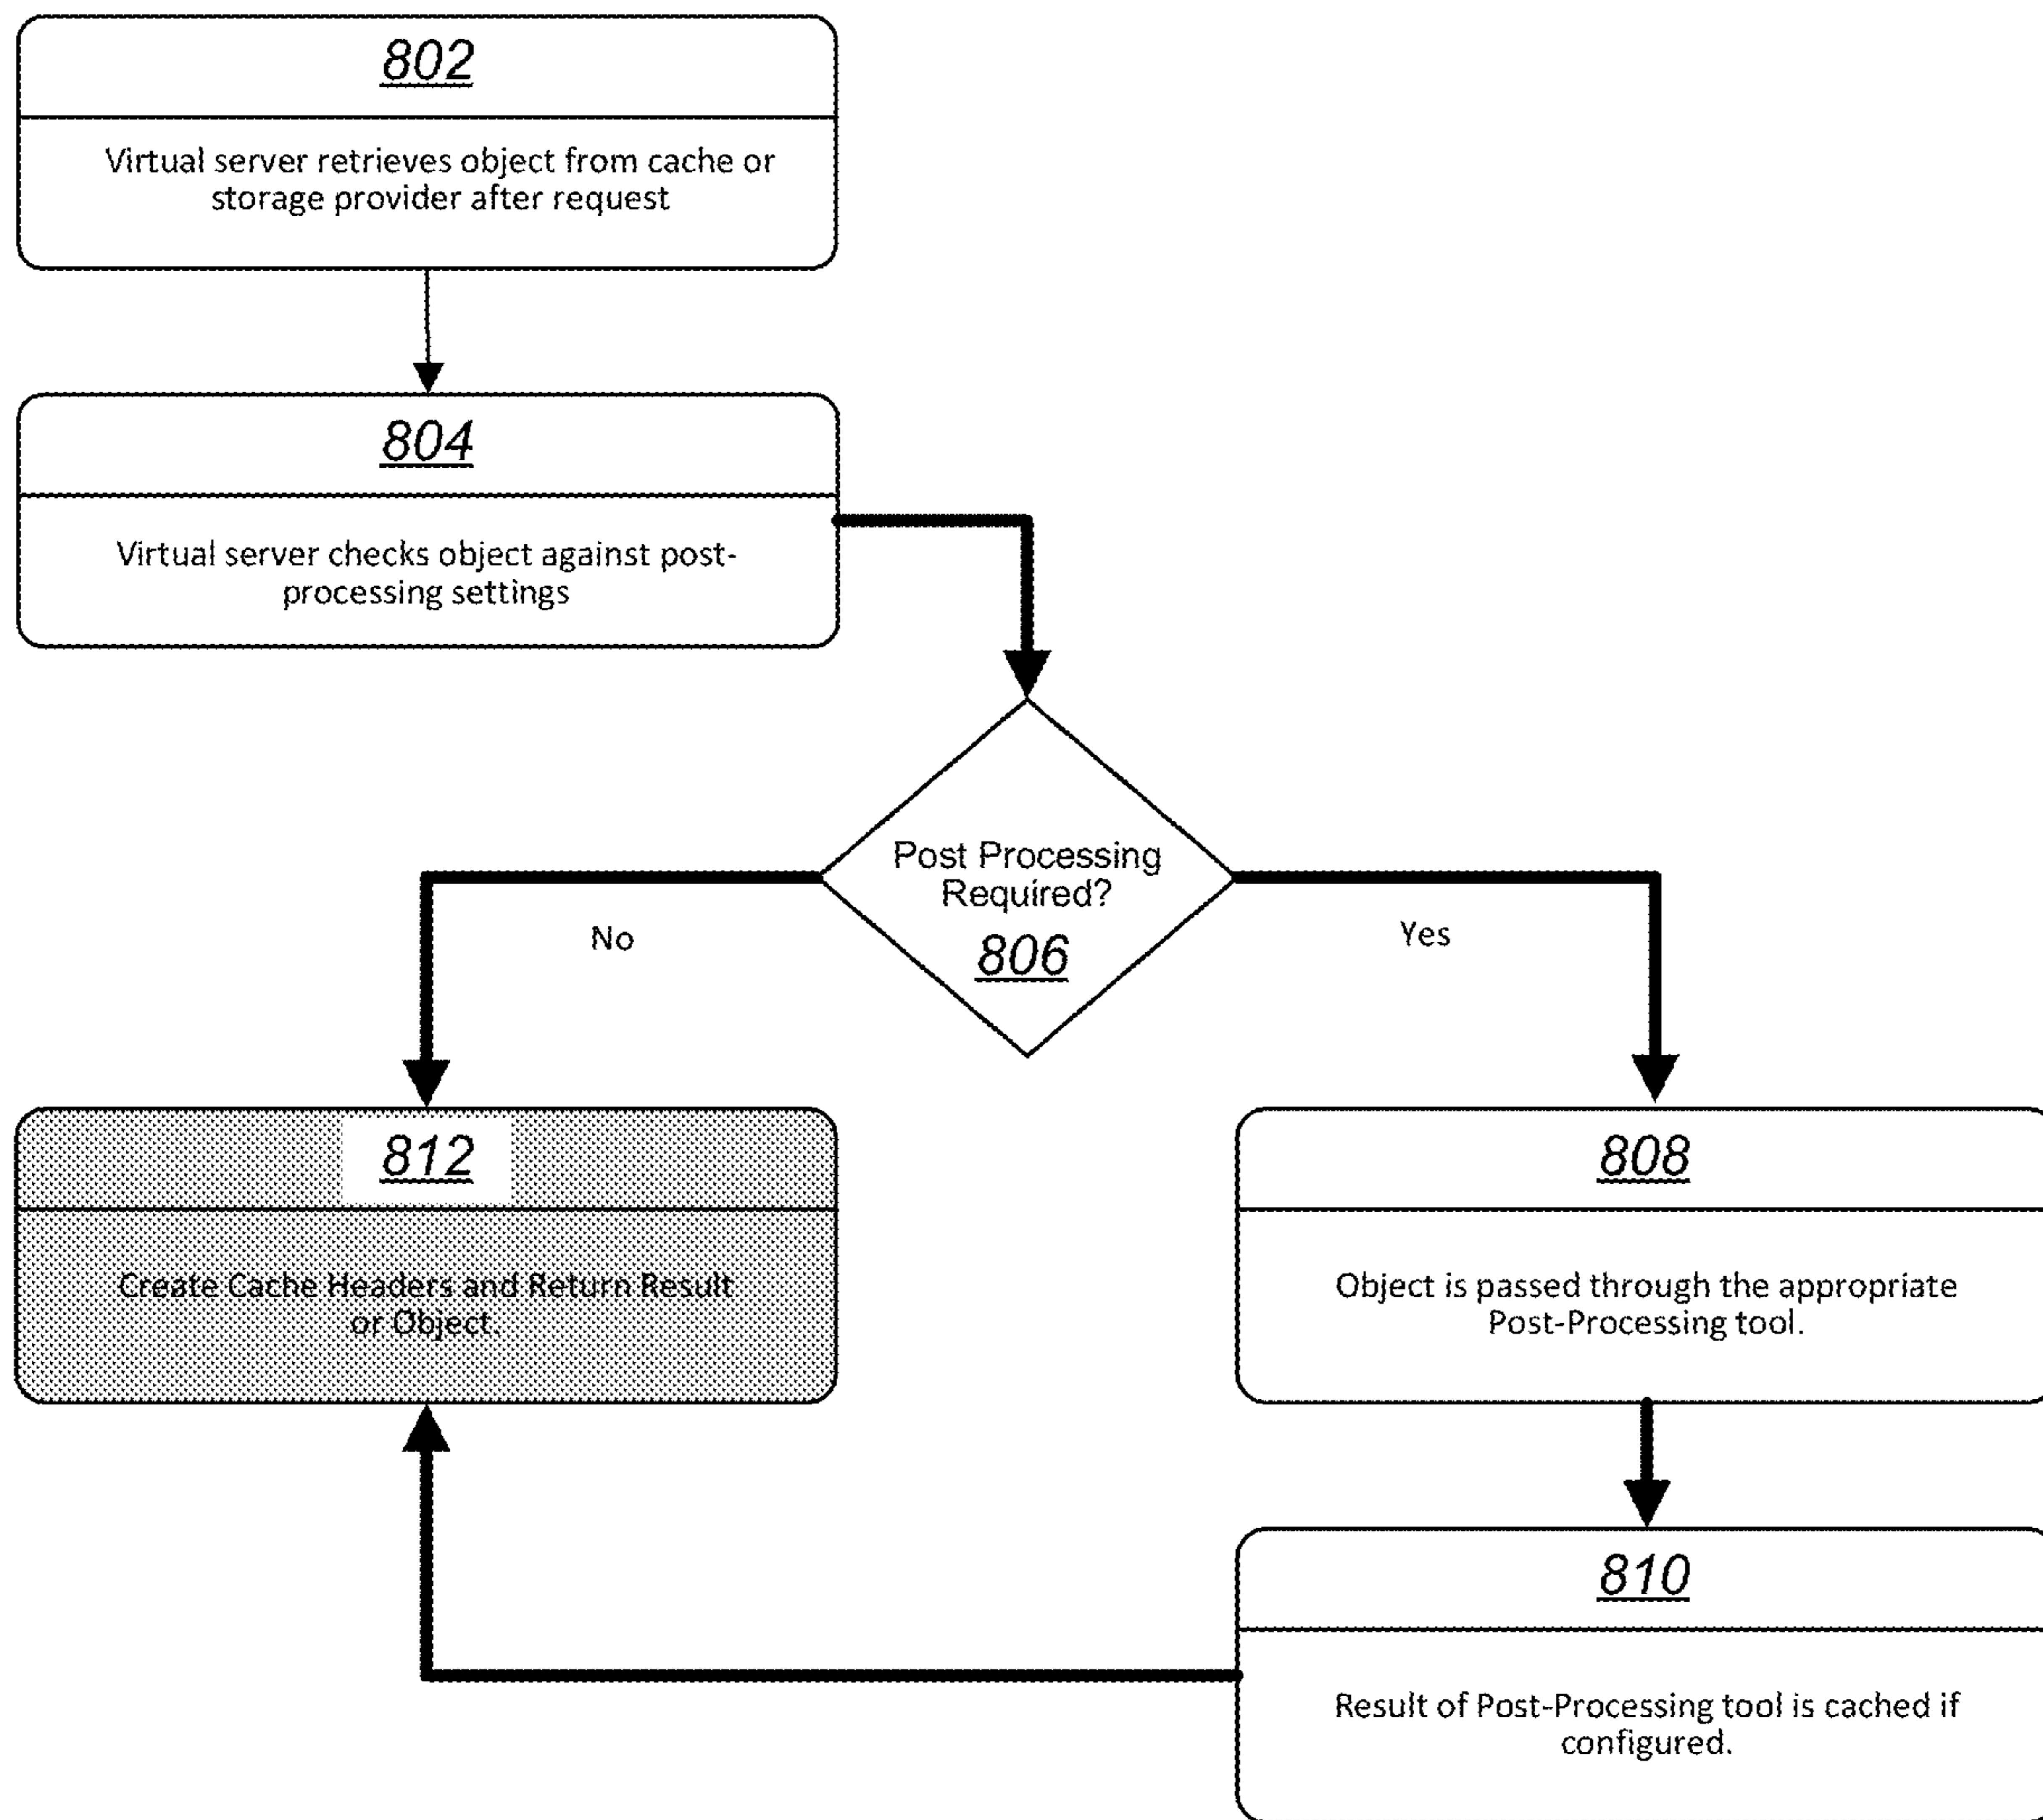 802
Virtual server retrieves object from cache or
storage provider after request
804
Virtual server checks object against post-
processing settings
Post Processing
Required?
806
No
Yes
812
Create Cache Headers and Return Result
or Object.
808
Object is passed through the appropriate
Post-Processing tool.
810
Result of Post-Processing tool is cached if
configured.